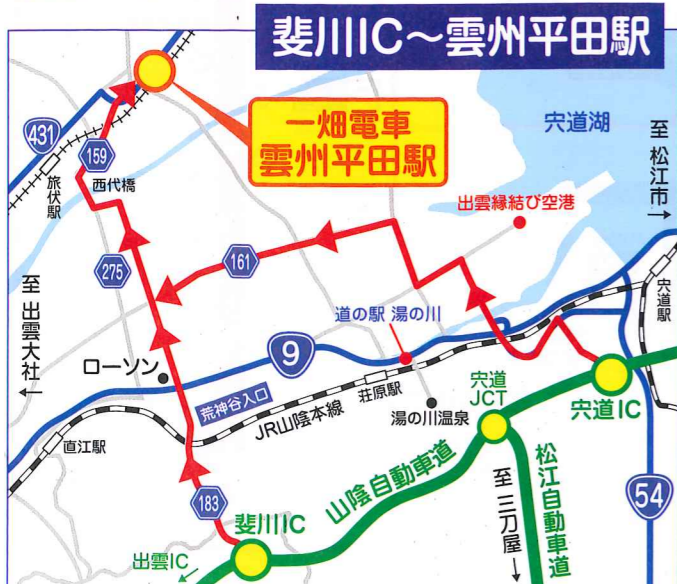 斐川IC～雲州平田駅
一畑電車
雲州平田駅
宍道湖
至 松江市
→
431
159
旅伏駅
西代橋
出雲縁結び空港
161
275
至 出雲大社
←
道の駅 湯の川
宍道駅
9
ローソン
荒神谷入口
JR山陰本線
荘原駅
湯の川温泉
宍道
JCT
宍道IC
直江駅
山陰自動車道
松江自動車道
至 三刀屋
→
54
183
斐川IC
出雲IC
←